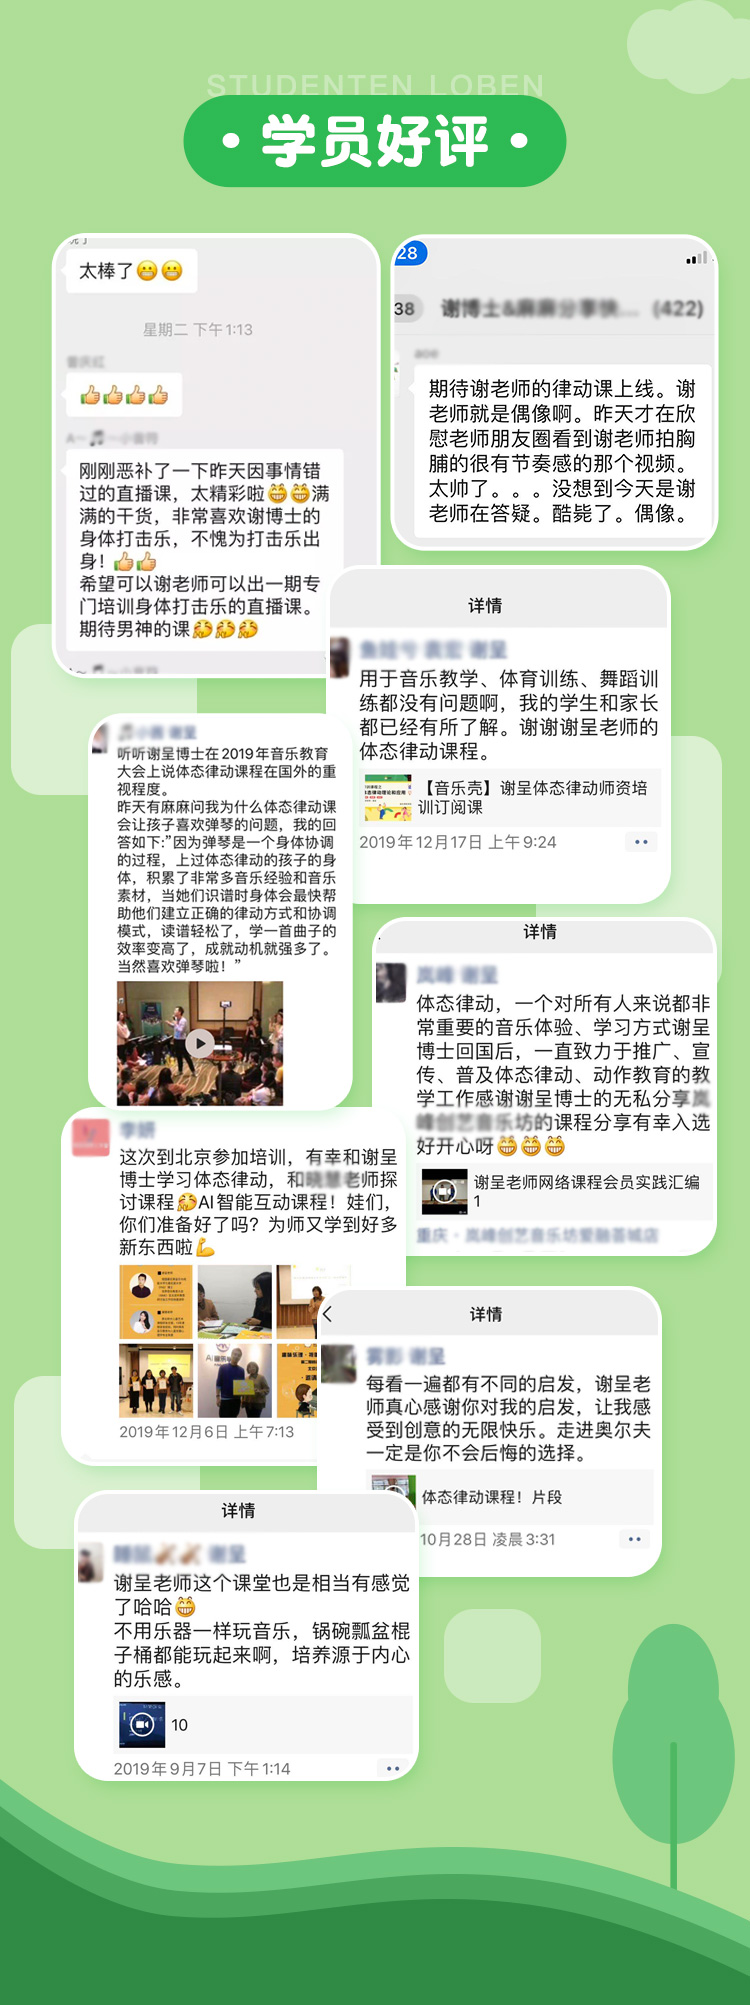 STUDENTEN LOBEN
• 学员好评 •
太棒了😬😬
星期二 下午1:13
👍👍👍👍
刚刚恶补了一下昨天因事情错
过的直播课，太精彩啦😁😁满
满的干货，非常喜欢谢博士的
身体打击乐，不愧为打击乐出
身！👍👍
希望可以谢老师可以出一期专
门培训身体打击乐的直播课。
期待男神的课🥳🥳🥳
28
38
谢博士&
(422)
aoe
期待谢老师的律动课上线。谢
老师就是偶像啊。昨天才在欣
慰老师朋友圈看到谢老师拍胸
脯的很有节奏感的那个视频。
太帅了。。。没想到今天是谢
老师在答疑。酷毙了。偶像。
详情
谢呈
用于音乐教学、体育训练、舞蹈训
练都没有问题啊，我的学生和家长
都已经有所了解。谢谢谢呈老师的
体态律动课程。
【音乐壳】谢呈体态律动师资培
训订阅课
2019年12月17日 上午9:24
谢呈
听听谢呈博士在2019年音乐教育
大会上说体态律动课程在国外的重
视程度。
昨天有麻麻问我为什么体态律动课
会让孩子喜欢弹琴的问题，我的回
答如下:”因为弹琴是一个身体协调
的过程，上过体态律动的孩子的身
体，积累了非常多音乐经验和音乐
素材，当她们识谱时身体会最快帮
助他们建立正确的律动方式和协调
模式，读谱轻松了，学一首曲子的
效率变高了，成就动机就强多了。
当然喜欢弹琴啦！”
详情
谢呈
体态律动，一个对所有人来说都非
常重要的音乐体验、学习方式谢呈
博士回国后，一直致力于推广、宣
传、普及体态律动、动作教育的教
学工作感谢谢呈博士的无私分享
的课程分享有幸入选
好开心呀😁😁😁
谢呈老师网络课程会员实践汇编
1
这次到北京参加培训，有幸和谢呈
博士学习体态律动，和老师探
讨课程🥳AI智能互动课程！娃们，
你们准备好了吗？为师又学到好多
新东西啦💪
2019年12月6日 上午7:13
详情
谢呈
每看一遍都有不同的启发，谢呈老
师真心感谢你对我的启发，让我感
受到创意的无限快乐。走进奥尔夫
一定是你不会后悔的选择。
体态律动课程！片段
10月28日 凌晨3:31
详情
谢呈
谢呈老师这个课堂也是相当有感觉
了哈哈😁
不用乐器一样玩音乐，锅碗瓢盆棍
子桶都能玩起来啊，培养源于内心
的乐感。
10
2019年9月7日 下午1:14